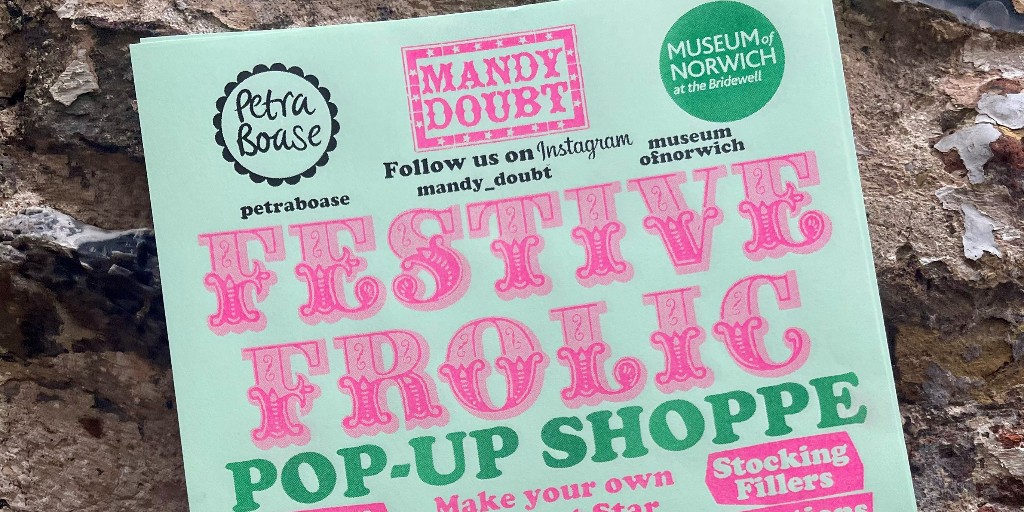 Petra
Boase
petraboase
MANDY
DOUBT
Follow us on Instagram
mandy_doubt
MUSEUM of
NORWICH
at the Bridewell
museum
ofnorwich
FESTIVE
FROLIC
POP-UP SHOPPE
Make your own
Star
Stocking
Fillers